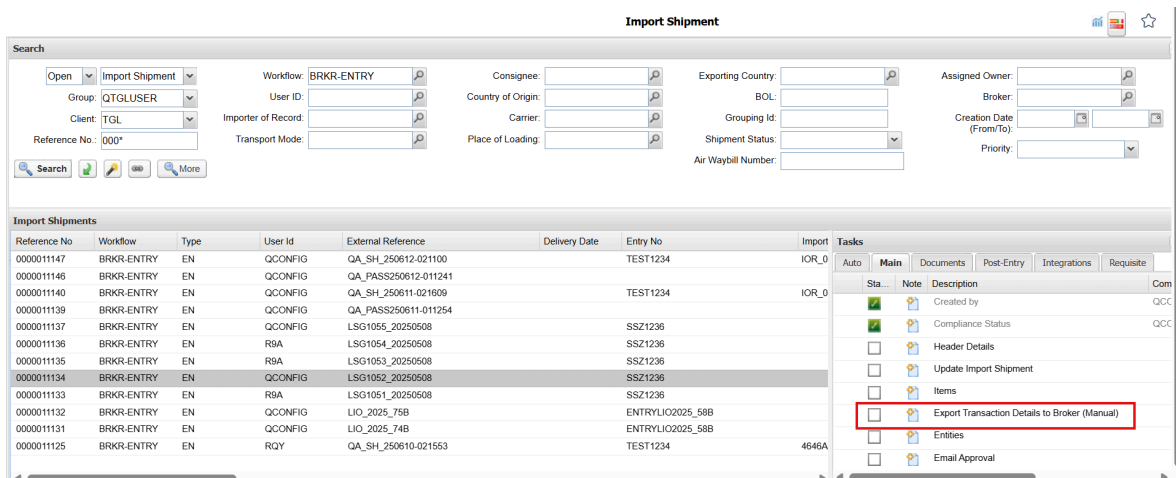 Import Shipment
Search
Open Import Shipment Workflow: BRKR-ENTRY Consignee: Exporting Country: Assigned Owner:
Group: QTGLUSER User ID: Country of Origin: BOL: Broker:
Client: TGL Importer of Record: Carrier: Grouping Id: Creation Date (From/To):
Reference No.: 000* Transport Mode: Place of Loading: Shipment Status: Priority:
Air Waybill Number:
Search More
Import Shipments
Reference No Workflow Type User Id External Reference Delivery Date Entry No Import
0000011147 BRKR-ENTRY EN QCONFIG QA_SH_250612-021100 TEST1234 IOR_0
0000011146 BRKR-ENTRY EN QCONFIG QA_PASS250612-011241
0000011140 BRKR-ENTRY EN QCONFIG QA_SH_250611-021609 TEST1234 IOR_0
0000011139 BRKR-ENTRY EN QCONFIG QA_PASS250611-011254
0000011137 BRKR-ENTRY EN QCONFIG LSG1055_20250508 SSZ1236
0000011136 BRKR-ENTRY EN R9A LSG1054_20250508 SSZ1236
0000011135 BRKR-ENTRY EN R9A LSG1053_20250508 SSZ1236
0000011134 BRKR-ENTRY EN QCONFIG LSG1052_20250508 SSZ1236
0000011133 BRKR-ENTRY EN R9A LSG1051_20250508 SSZ1236
0000011132 BRKR-ENTRY EN QCONFIG LIO_2025_75B ENTRYLIO2025_58B
0000011131 BRKR-ENTRY EN QCONFIG LIO_2025_74B ENTRYLIO2025_58B
0000011125 BRKR-ENTRY EN RQY QA_SH_250610-021553 TEST1234 4646A
Tasks
Auto Main Documents Post-Entry Integrations Requisite
Sta... Note Description Com
Created by QCC
Compliance Status QCC
Header Details
Update Import Shipment
Items
Export Transaction Details to Broker (Manual)
Entities
Email Approval